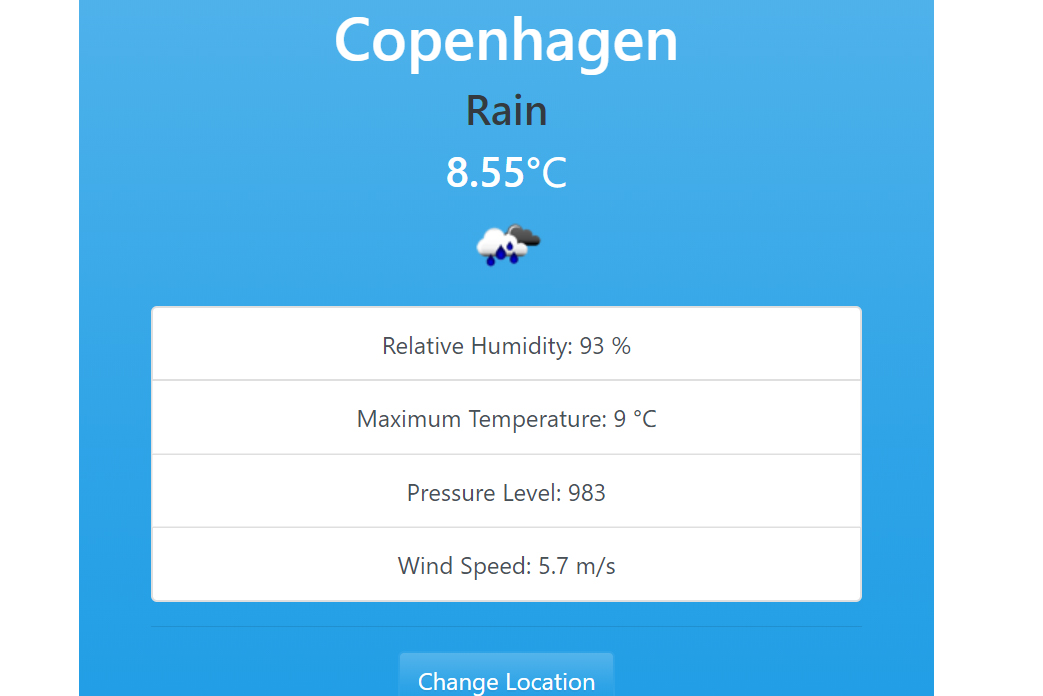 Copenhagen
Rain
8.55°C
Relative Humidity: 93 %
Maximum Temperature: 9 °C
Pressure Level: 983
Wind Speed: 5.7 m/s
Change Location